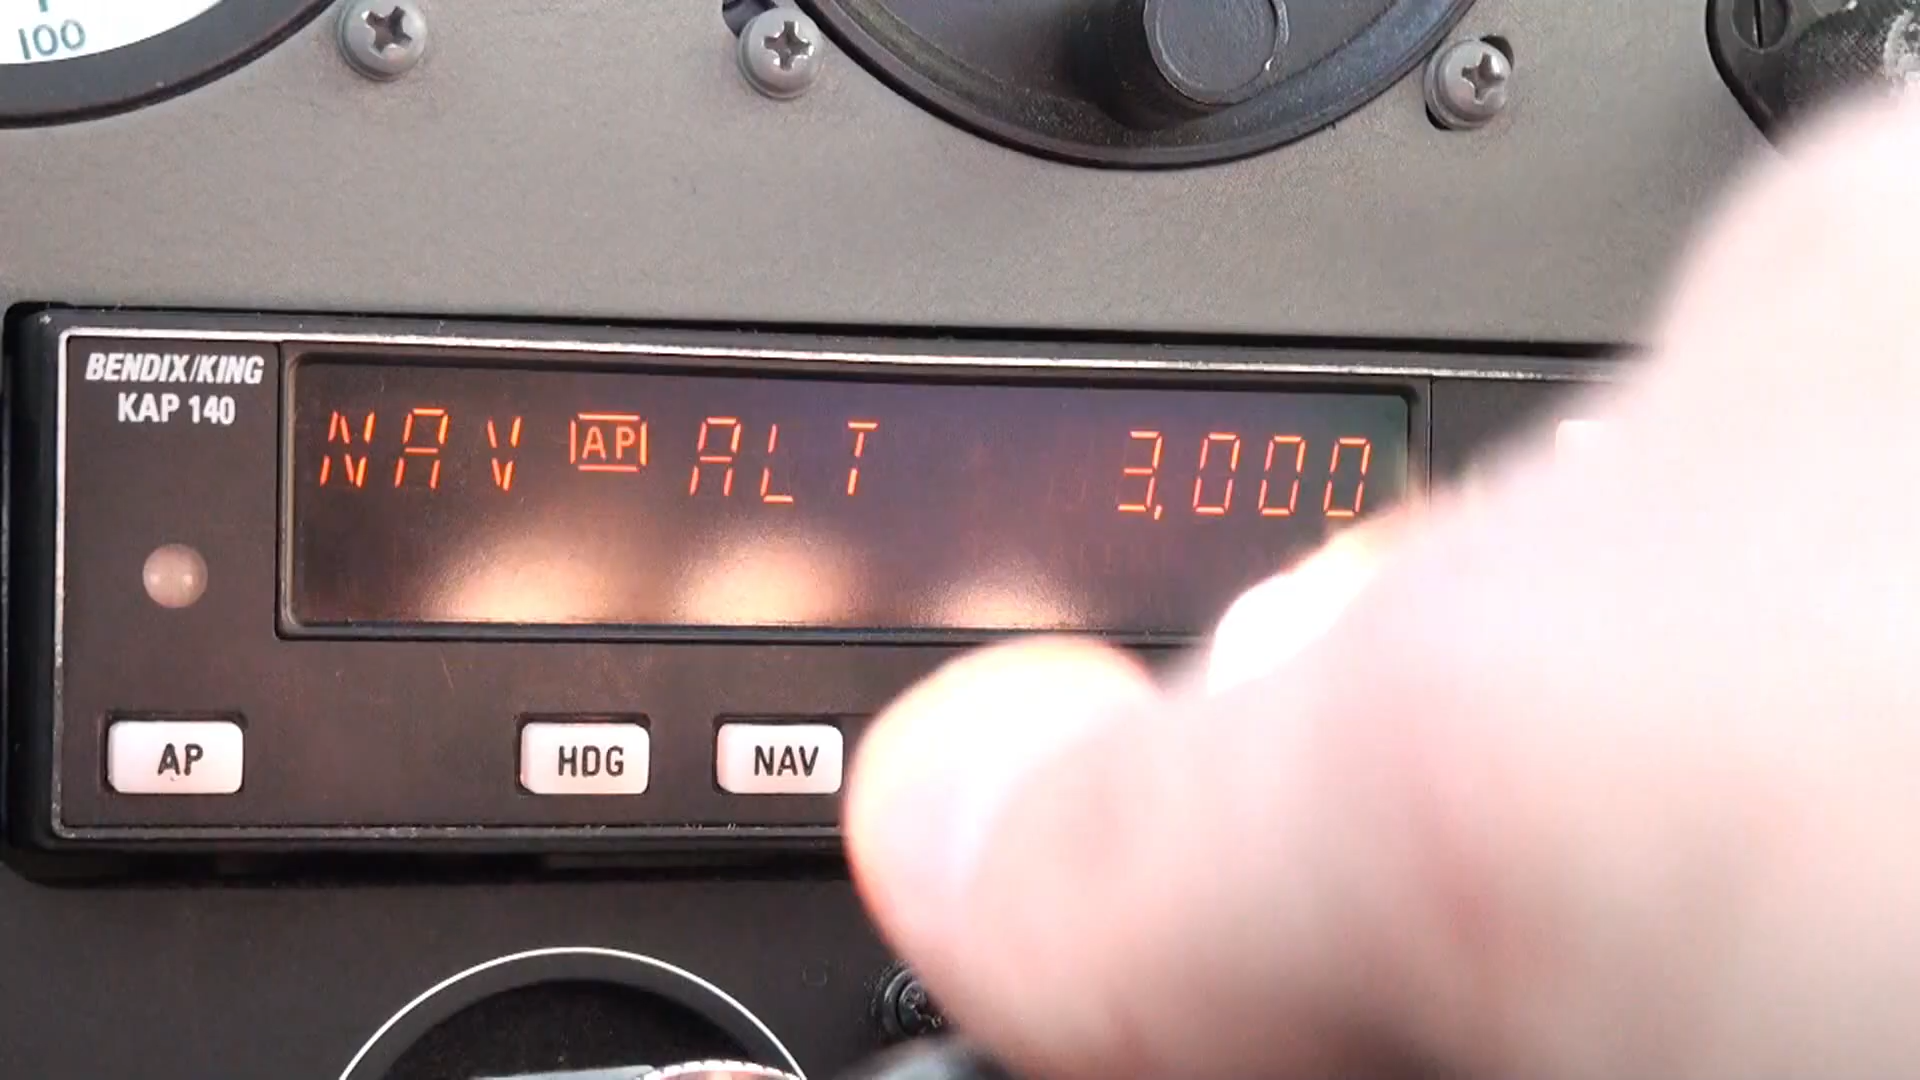 100
BENDIX/KING
KAP 140
NAV AP ALT 3,000
AP HDG NAV